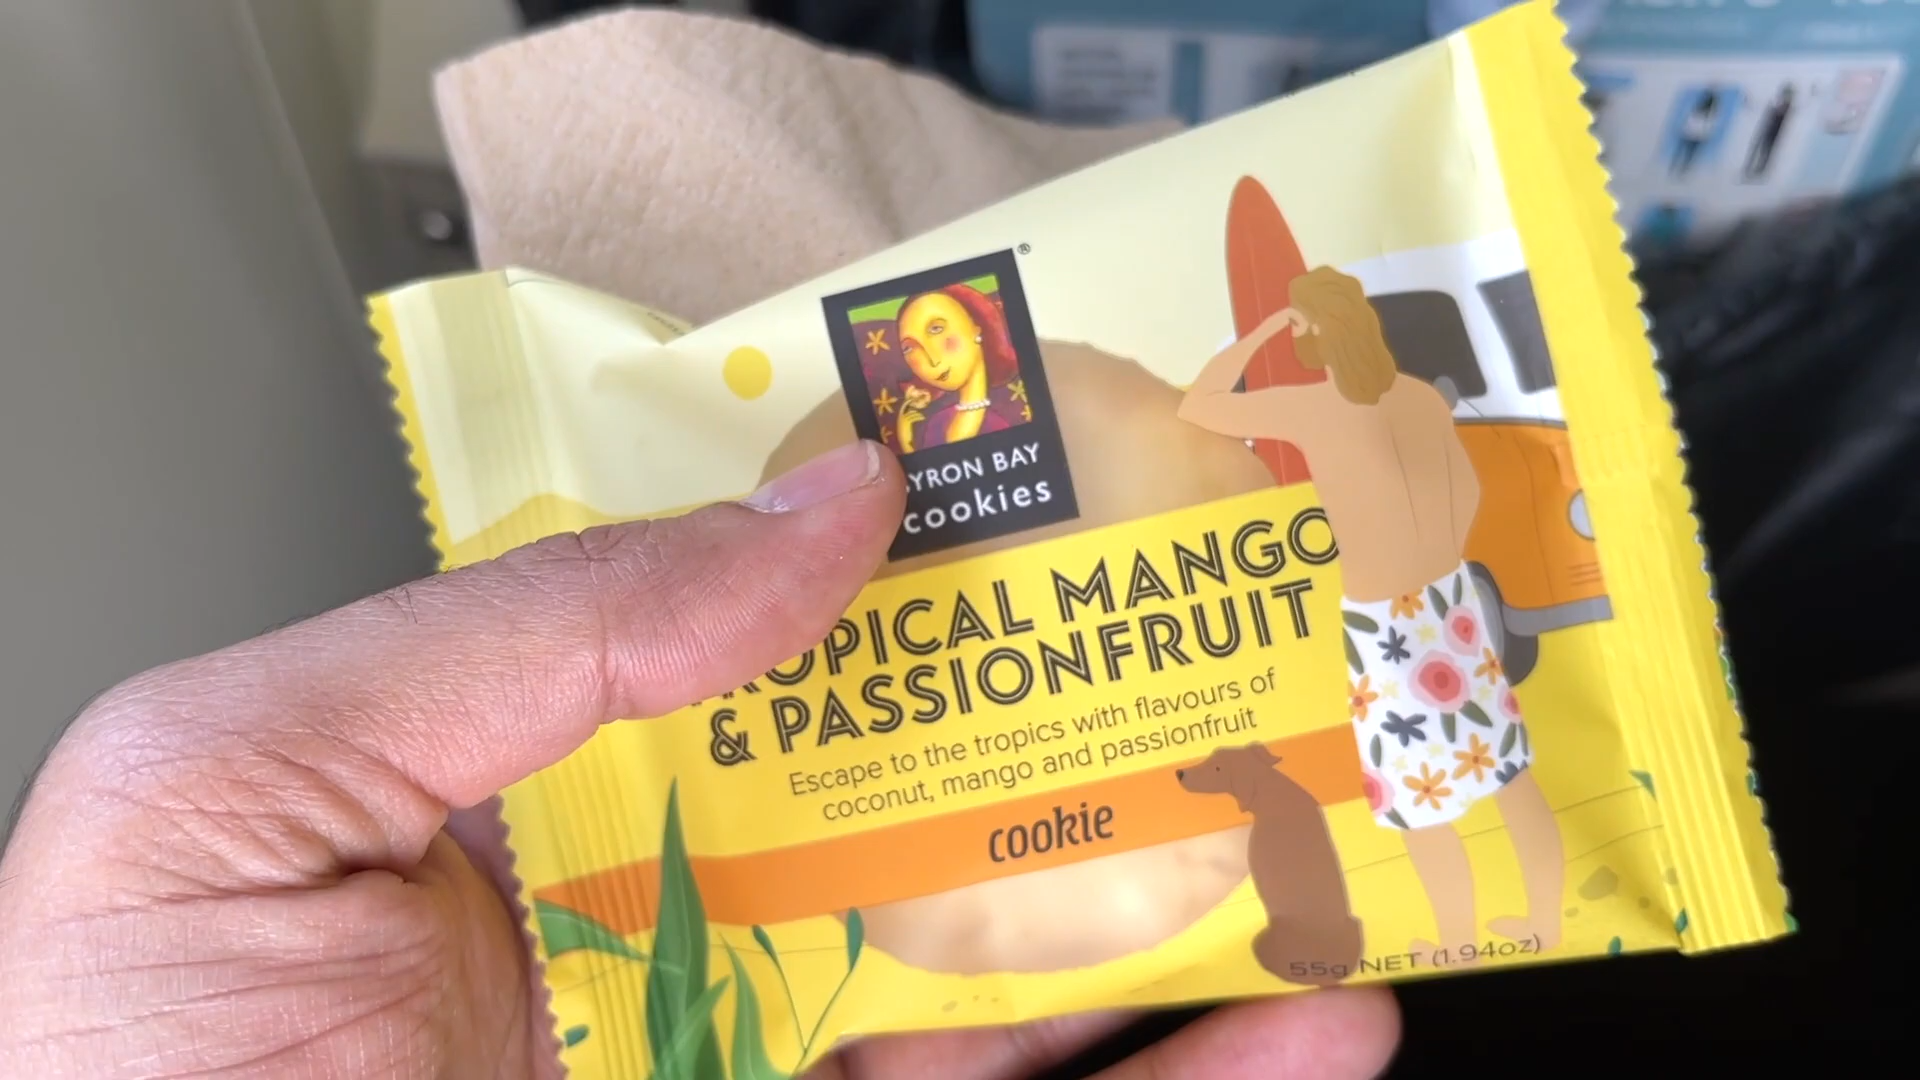 ®
YRON BAY
cookies
OPICAL MANGO
& PASSIONFRUIT
Escape to the tropics with flavours of
coconut, mango and passionfruit
cookie
55g NET (1.94oz)